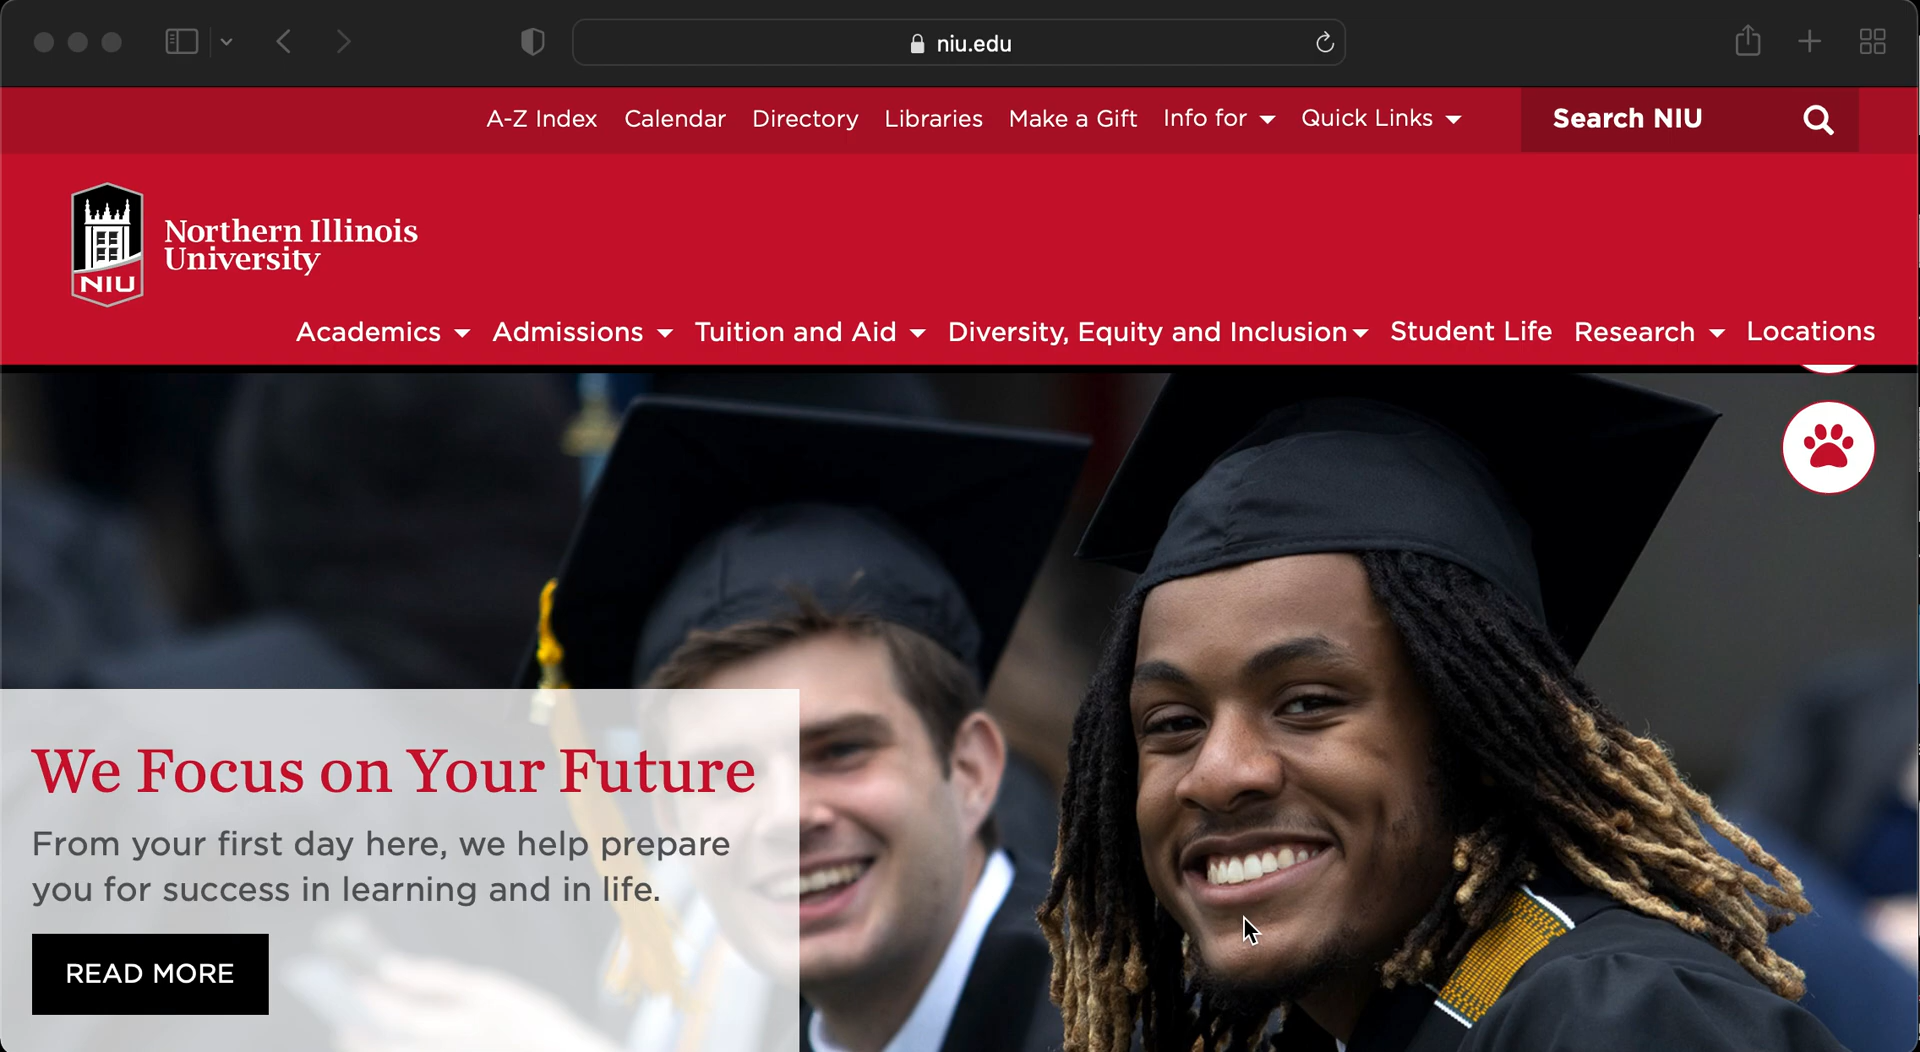 niu.edu
A-Z Index Calendar Directory Libraries Make a Gift Info for Quick Links Search NIU
NIU
Northern Illinois
University
Academics Admissions Tuition and Aid Diversity, Equity and Inclusion Student Life Research Locations
We Focus on Your Future
From your first day here, we help prepare
you for success in learning and in life.
READ MORE